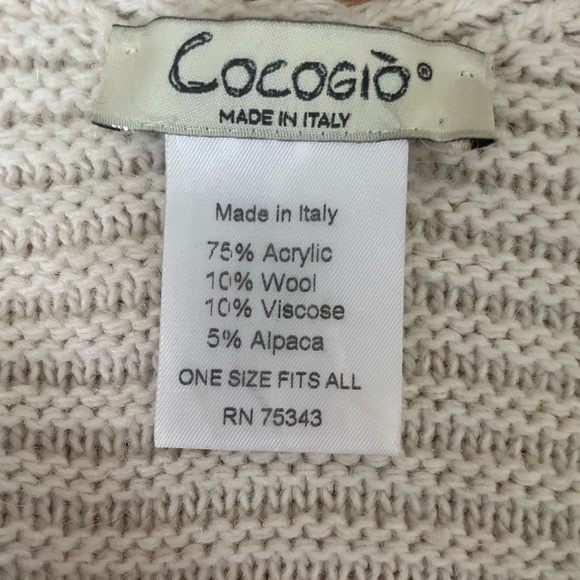 COCOGIÒ®
MADE IN ITALY
Made in Italy
75% Acrylic
10% Wool
10% Viscose
5% Alpaca
ONE SIZE FITS ALL
RN 75343